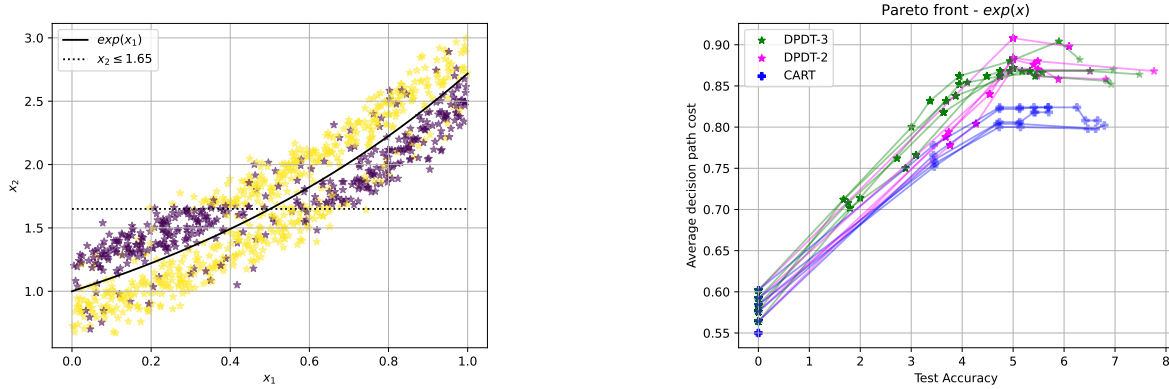 exp(x₁)
x₂ ≤ 1.65
3.0
2.5
2.0
1.5
1.0
x₂
0.0 0.2 0.4 0.6 0.8 1.0
x₁
Pareto front - exp(x)
DPDT-3
DPDT-2
CART
0.90
0.85
0.80
0.75
0.70
0.65
0.60
0.55
Average decision path cost
0 1 2 3 4 5 6 7 8
Test Accuracy